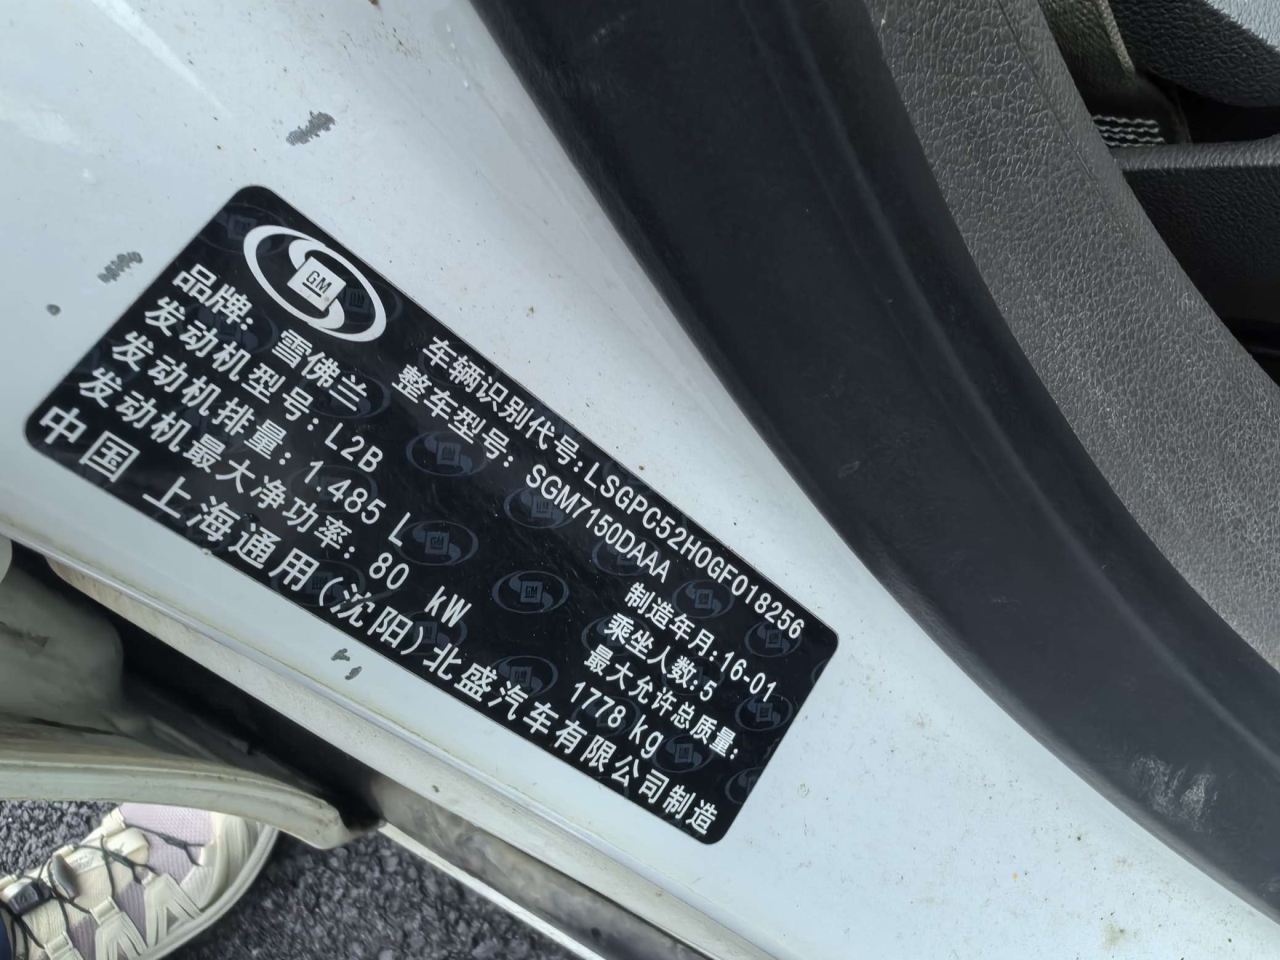 GM
车辆识别代号:LSGPC52H0GF018256
品牌: 雪佛兰 整车型号: SGM7150DAAA
发动机型号: L2B 制造年月:16-01
发动机排量: 1.485 L 乘坐人数:5
发动机最大净功率: 80 kW 最大允许总质量:
1778 kg
中国 上海通用(沈阳)北盛汽车有限公司制造